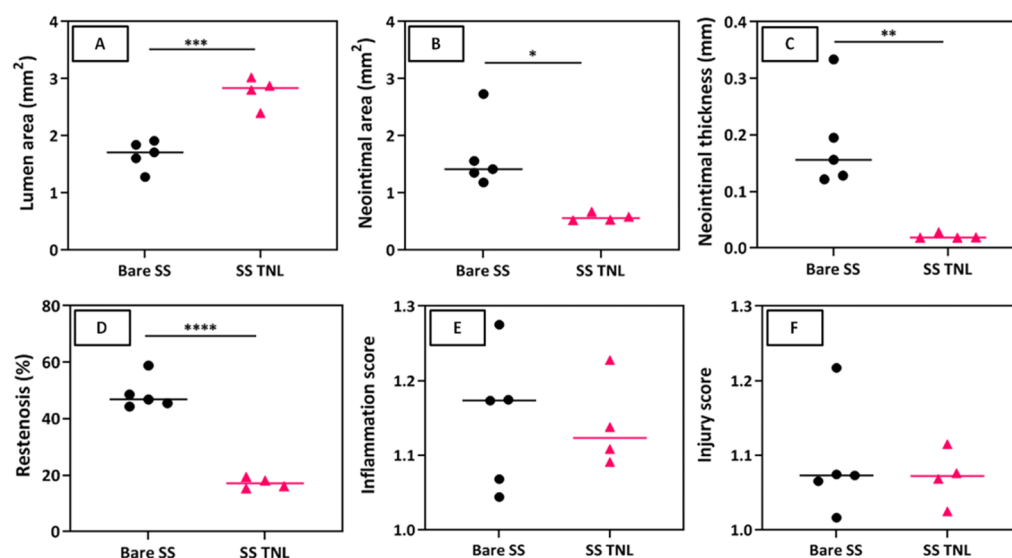 A
***
Lumen area (mm²)
4
3
2
1
0
Bare SS
SS TNL
B
*
Neointimal area (mm²)
4
3
2
1
0
Bare SS
SS TNL
C
**
Neointimal thickness (mm)
0.4
0.3
0.2
0.1
0.0
Bare SS
SS TNL
D
****
Restenosis (%)
80
60
40
20
0
Bare SS
SS TNL
E
Inflammation score
1.3
1.2
1.1
1.0
Bare SS
SS TNL
F
Injury score
1.3
1.2
1.1
1.0
Bare SS
SS TNL